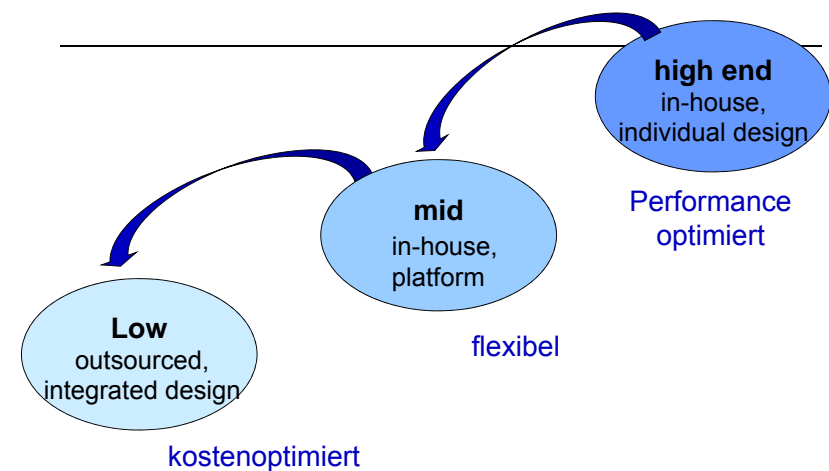 high end
in-house,
individual design
Performance
optimiert
mid
in-house,
platform
flexibel
Low
outsourced,
integrated design
kostenoptimiert